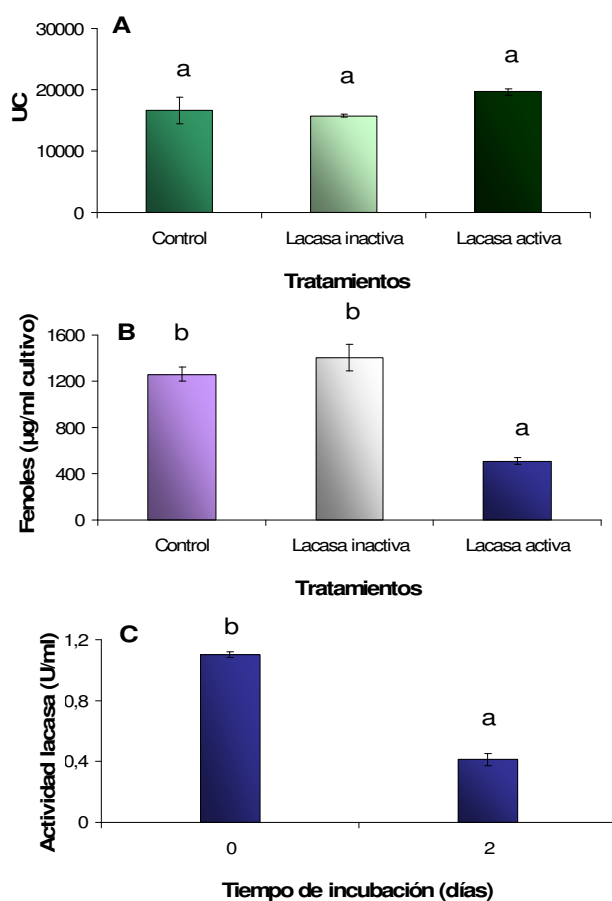 A
30000
20000
10000
0
UC
a
a
a
Control
Lacasa inactiva
Lacasa activa
Tratamientos
B
1600
1200
800
400
0
Fenoles (µg/ml cultivo)
b
b
a
Control
Lacasa inactiva
Lacasa activa
Tratamientos
C
1,2
0,8
0,4
0
Actividad lacasa (U/ml)
b
a
0
2
Tiempo de incubación (días)